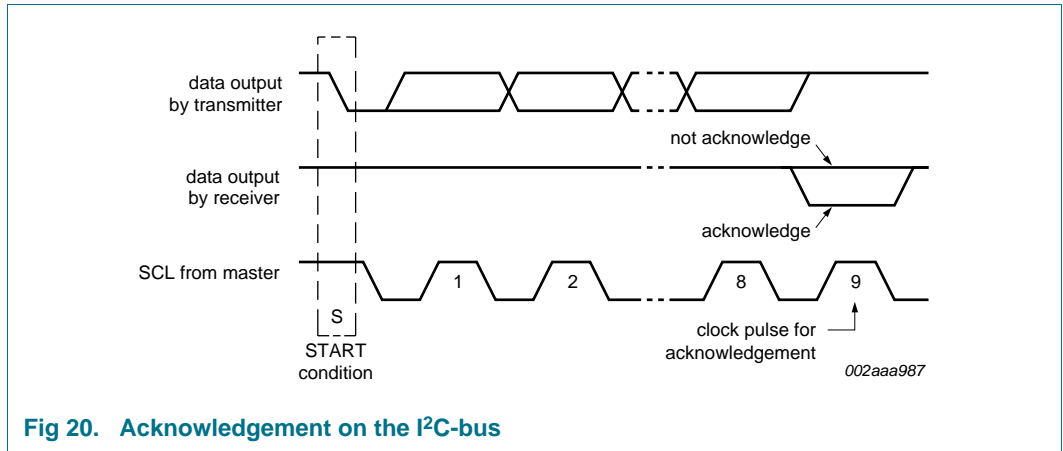 data output
by transmitter
not acknowledge
data output
by receiver
acknowledge
SCL from master
1
2
8
9
S
START
condition
clock pulse for
acknowledgement
002aaa987
Fig 20. Acknowledgement on the I²C-bus